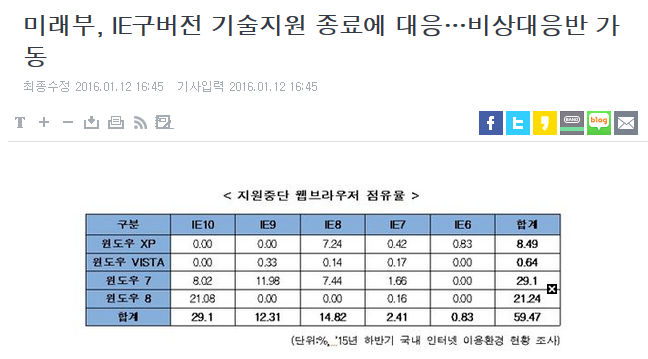 미래부, IE구버전 기술지원 종료에 대응…비상대응반 가
동
최종수정 2016.01.12 16:45 기사입력 2016.01.12 16:45
T BAND blog
< 지원중단 웹브라우저 점유율 >
구분 IE10 IE9 IE8 IE7 IE6 합계
윈도우 XP 0.00 0.00 7.24 0.42 0.83 8.49
윈도우 VISTA 0.00 0.33 0.14 0.17 0.00 0.64
윈도우 7 8.02 11.98 7.44 1.66 0.00 29.1
윈도우 8 21.08 0.00 0.00 0.16 0.00 21.24
합계 29.1 12.31 14.82 2.41 0.83 59.47
(단위:%, '15년 하반기 국내 인터넷 이용환경 현황 조사)